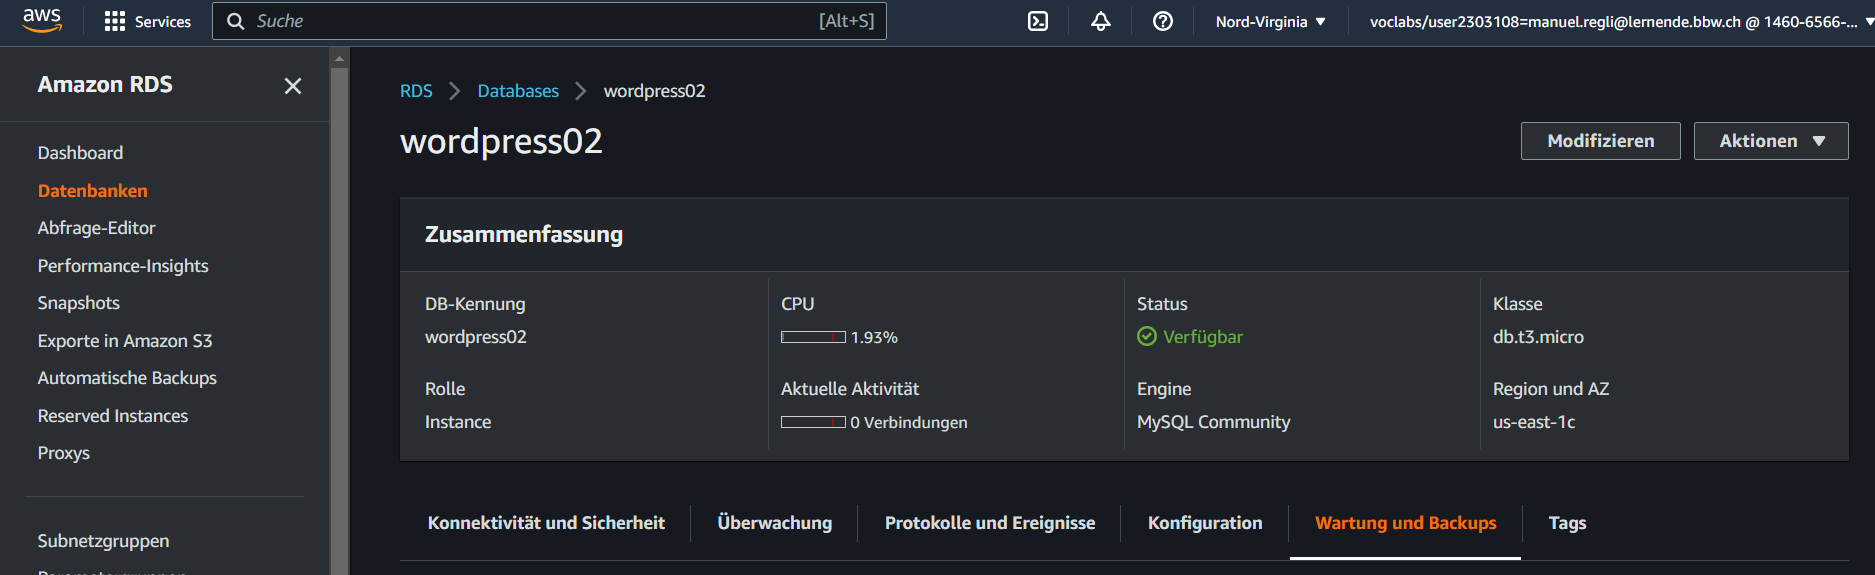 aws
Services
Suche
[Alt+S]
Nord-Virginia
voclabs/user2303108=manuel.regli@lernende.bbw.ch @ 1460-6566-...
Amazon RDS
Dashboard
Datenbanken
Abfrage-Editor
Performance-Insights
Snapshots
Exporte in Amazon S3
Automatische Backups
Reserved Instances
Proxys
Subnetzgruppen
RDS > Databases > wordpress02
wordpress02
Modifizieren
Aktionen
Zusammenfassung
DB-Kennung
wordpress02
CPU
1.93%
Status
Verfügbar
Klasse
db.t3.micro
Rolle
Instance
Aktuelle Aktivität
0 Verbindungen
Engine
MySQL Community
Region und AZ
us-east-1c
Konnektivität und Sicherheit
Überwachung
Protokolle und Ereignisse
Konfiguration
Wartung und Backups
Tags